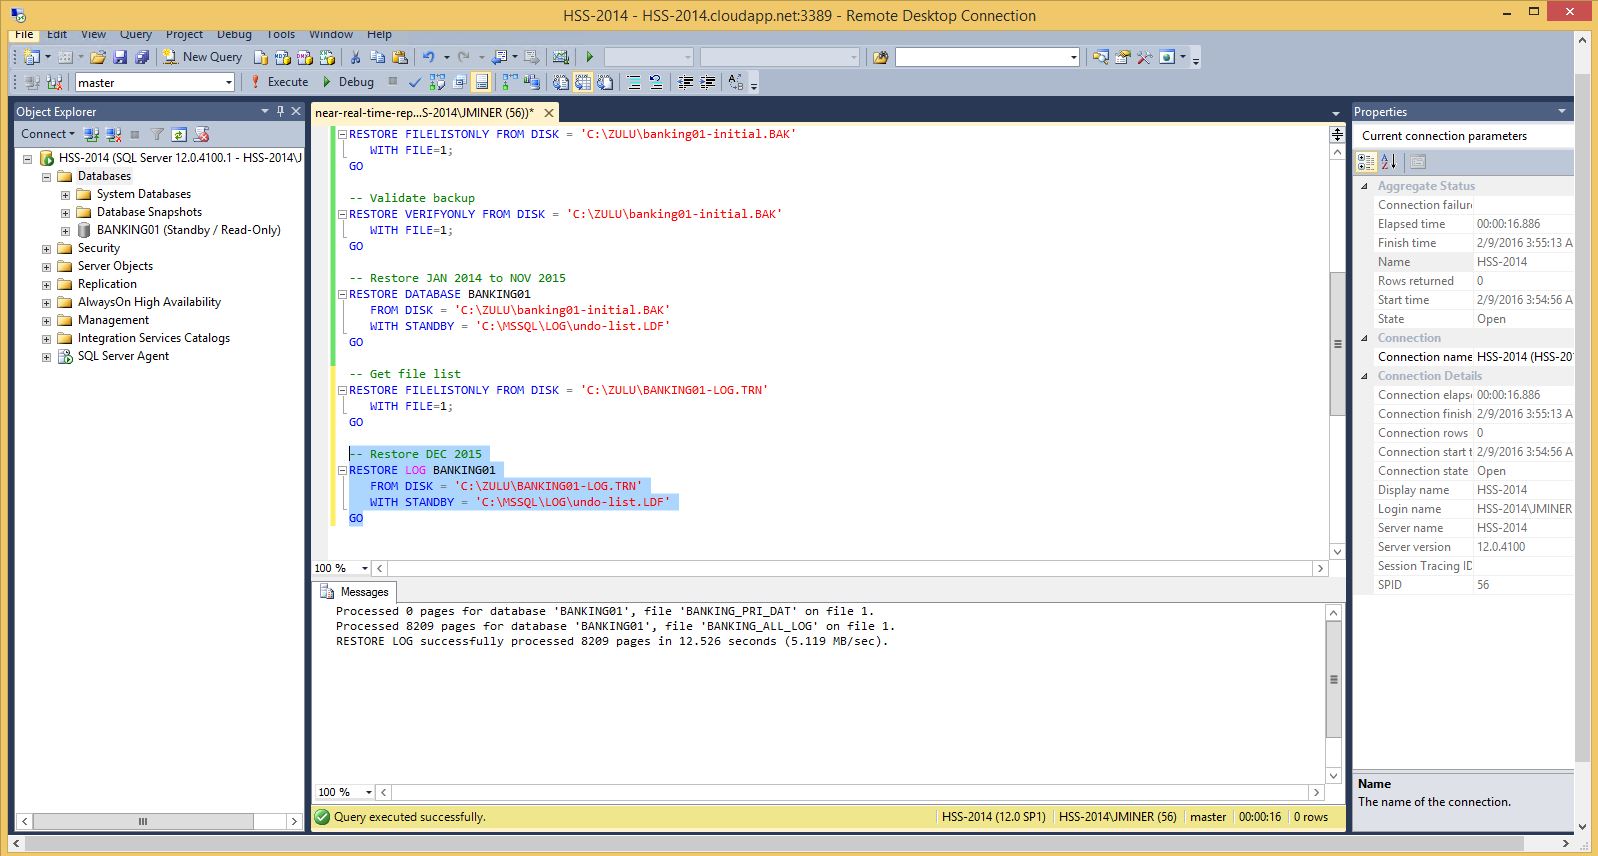 HSS-2014 - HSS-2014.cloudapp.net:3389 - Remote Desktop Connection
File Edit View Query Project Debug Tools Window Help
New Query
master Execute Debug
Object Explorer
Connect
HSS-2014 (SQL Server 12.0.4100.1 - HSS-2014\J
Databases
System Databases
Database Snapshots
BANKING01 (Standby / Read-Only)
Security
Server Objects
Replication
AlwaysOn High Availability
Management
Integration Services Catalogs
SQL Server Agent
near-real-time-rep...S-2014\JMINER (56))*
RESTORE FILELISTONLY FROM DISK = 'C:\ZULU\banking01-initial.BAK'
WITH FILE=1;
GO
-- Validate backup
RESTORE VERIFYONLY FROM DISK = 'C:\ZULU\banking01-initial.BAK'
WITH FILE=1;
GO
-- Restore JAN 2014 to NOV 2015
RESTORE DATABASE BANKING01
FROM DISK = 'C:\ZULU\banking01-initial.BAK'
WITH STANDBY = 'C:\MSSQL\LOG\undo-list.LDF'
GO
-- Get file list
RESTORE FILELISTONLY FROM DISK = 'C:\ZULU\BANKING01-LOG.TRN'
WITH FILE=1;
GO
-- Restore DEC 2015
RESTORE LOG BANKING01
FROM DISK = 'C:\ZULU\BANKING01-LOG.TRN'
WITH STANDBY = 'C:\MSSQL\LOG\undo-list.LDF'
GO
100 %
Messages
Processed 0 pages for database 'BANKING01', file 'BANKING_PRI_DAT' on file 1.
Processed 8209 pages for database 'BANKING01', file 'BANKING_ALL_LOG' on file 1.
RESTORE LOG successfully processed 8209 pages in 12.526 seconds (5.119 MB/sec).
100 %
Query executed successfully. HSS-2014 (12.0 SP1) HSS-2014\JMINER (56) master 00:00:16 0 rows
Properties
Current connection parameters
Aggregate Status
Connection failure
Elapsed time 00:00:16.886
Finish time 2/9/2016 3:55:13 A
Name HSS-2014
Rows returned 0
Start time 2/9/2016 3:54:56 A
State Open
Connection
Connection name HSS-2014 (HSS-20
Connection Details
Connection elaps 00:00:16.886
Connection finish 2/9/2016 3:55:13 A
Connection rows 0
Connection start t 2/9/2016 3:54:56 A
Connection state Open
Display name HSS-2014
Login name HSS-2014\JMINER
Server name HSS-2014
Server version 12.0.4100
Session Tracing ID
SPID 56
Name
The name of the connection.